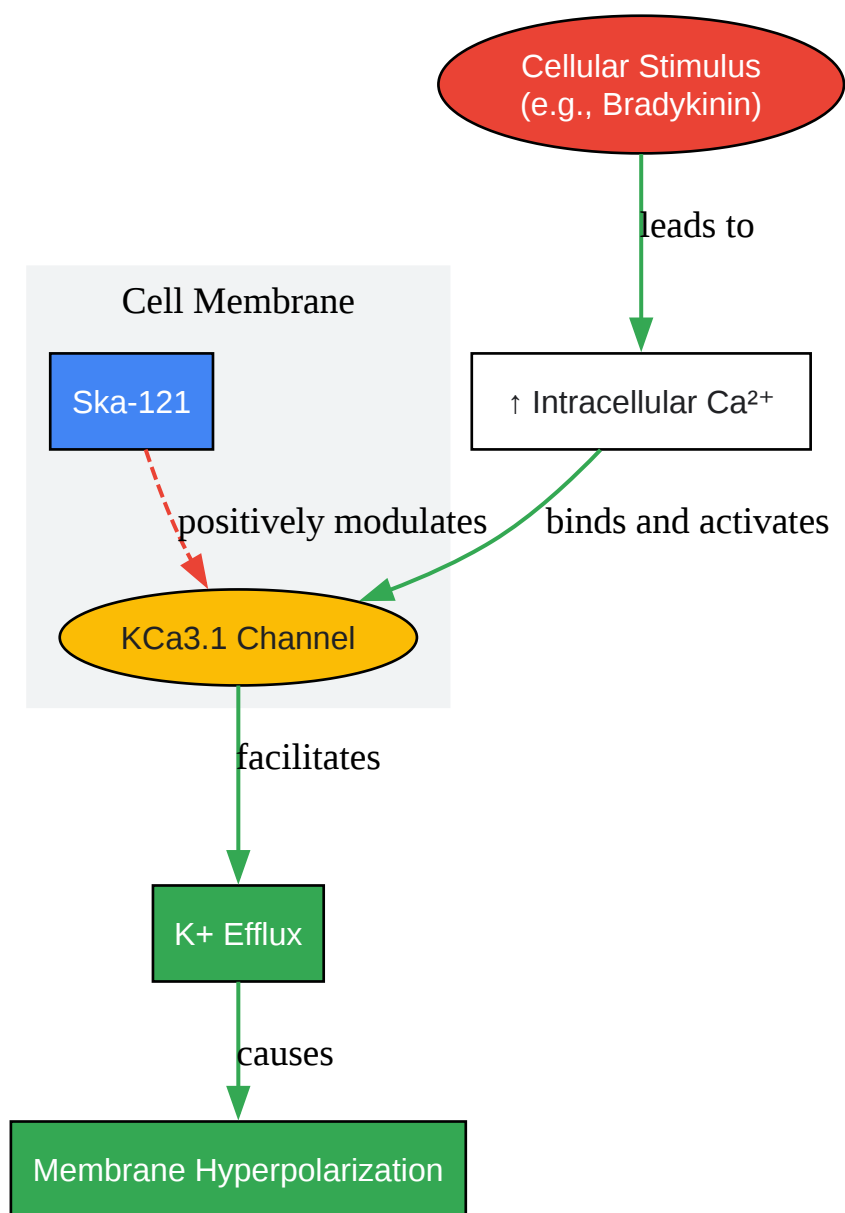 Cellular Stimulus
(e.g., Bradykinin)
leads to
Cell Membrane
Ska-121
↑ Intracellular Ca²⁺
positively modulates
binds and activates
KCa3.1 Channel
facilitates
K+ Efflux
causes
Membrane Hyperpolarization